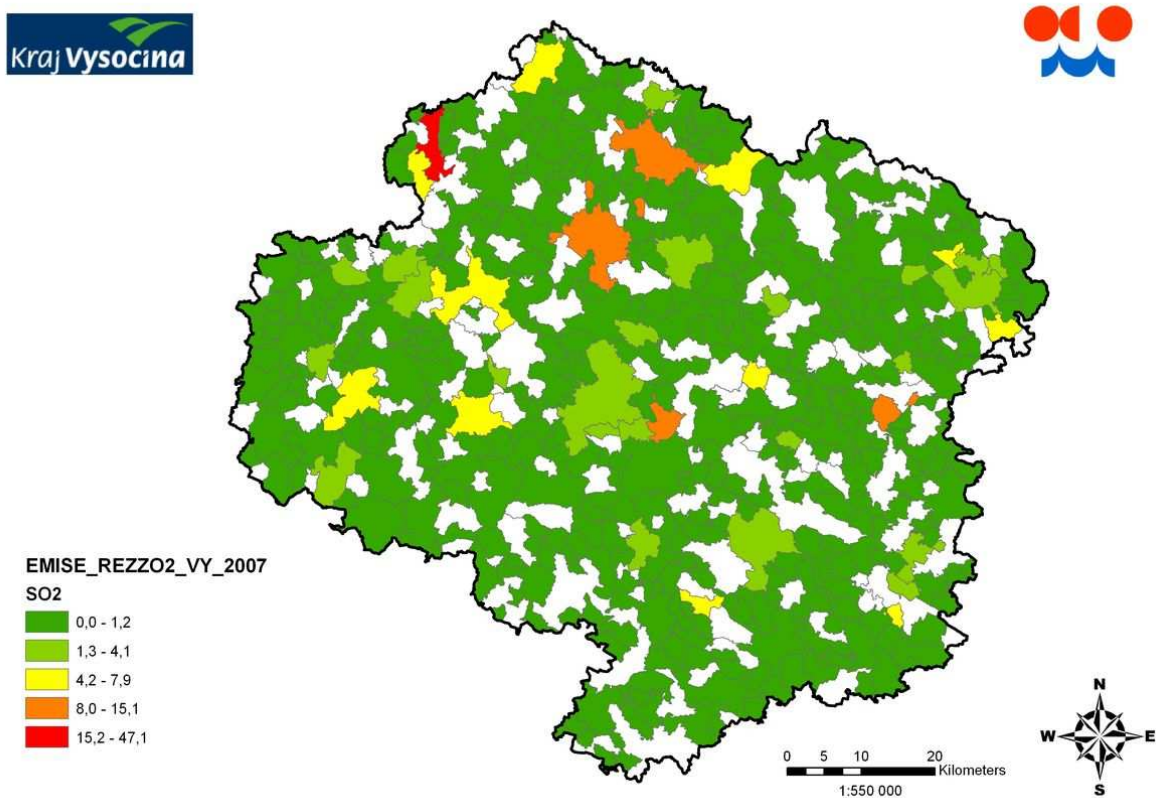 Kraj Vysočina
EMISE_REZZO2_VY_2007
SO2
0,0 - 1,2
1,3 - 4,1
4,2 - 7,9
8,0 - 15,1
15,2 - 47,1
N
W E
S
0 5 10 20
Kilometers
1:550 000